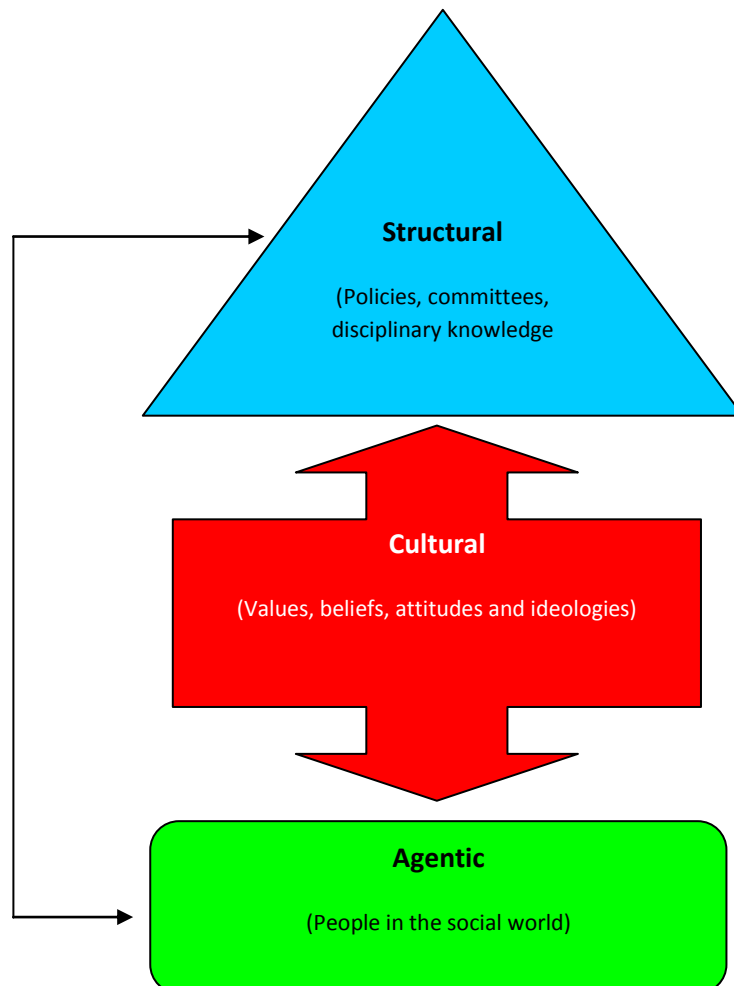 Structural
(Policies, committees,
disciplinary knowledge
Cultural
(Values, beliefs, attitudes and ideologies)
Agentic
(People in the social world)